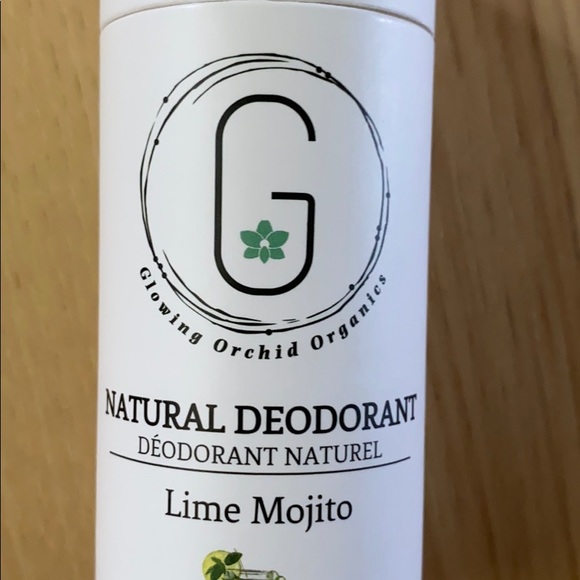 G
Glowing Orchid Organics
NATURAL DEODORANT
DÉODORANT NATUREL
Lime Mojito